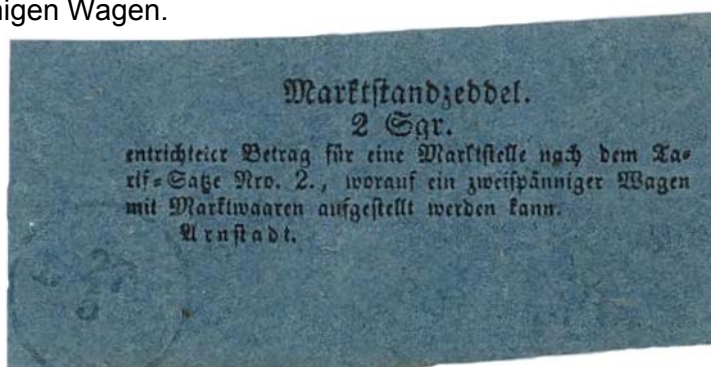 nigen Wagen.
Marktstandzeddel.
2 Sgr.
entrichteter Betrag für eine Marktstelle nach dem Ta=
rif=Satze Nro. 2., worauf ein zweispänniger Wagen
mit Marktwaaren aufgestellt werden kann.
Arnstadt.